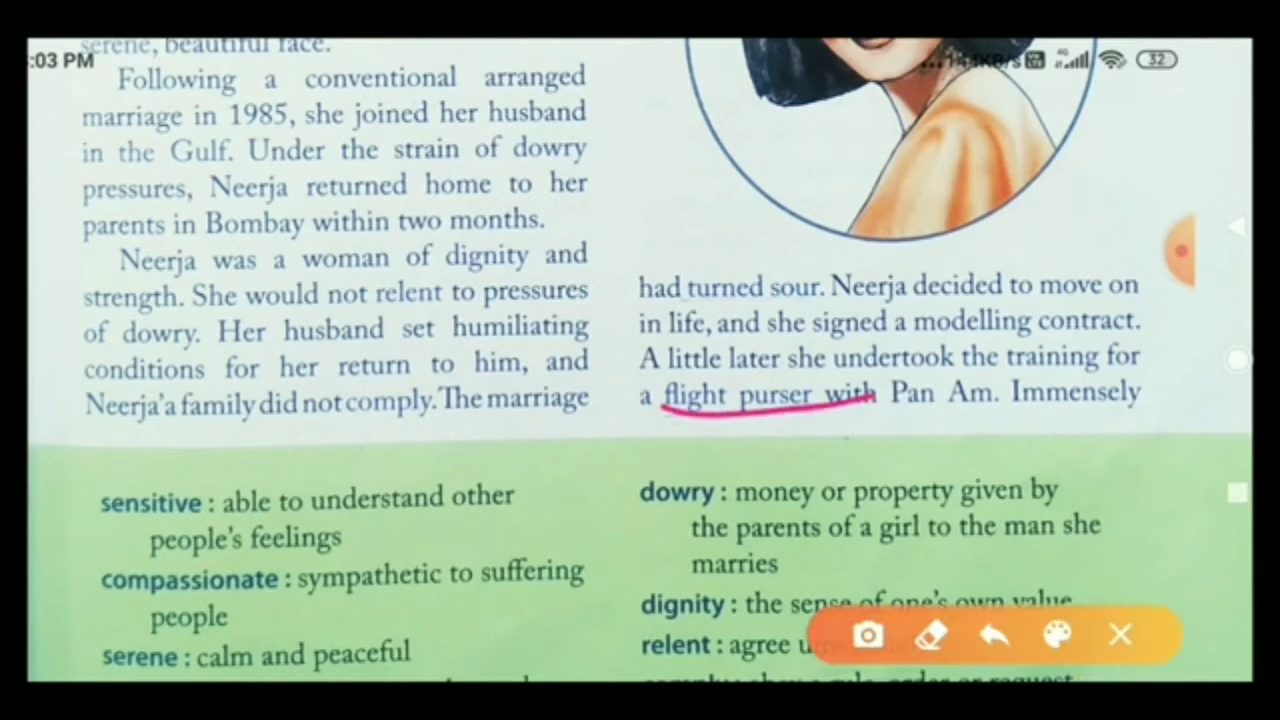 :03 PM
32
serene, beautiful face.
Following a conventional arranged
marriage in 1985, she joined her husband
in the Gulf. Under the strain of dowry
pressures, Neerja returned home to her
parents in Bombay within two months.
Neerja was a woman of dignity and
strength. She would not relent to pressures
of dowry. Her husband set humiliating
conditions for her return to him, and
Neerja'a family did not comply. The marriage
had turned sour. Neerja decided to move on
in life, and she signed a modelling contract.
A little later she undertook the training for
a flight purser with Pan Am. Immensely
sensitive : able to understand other
people's feelings
compassionate : sympathetic to suffering
people
serene : calm and peaceful
dowry : money or property given by
the parents of a girl to the man she
marries
dignity : the sense of one's own value
relent : agree